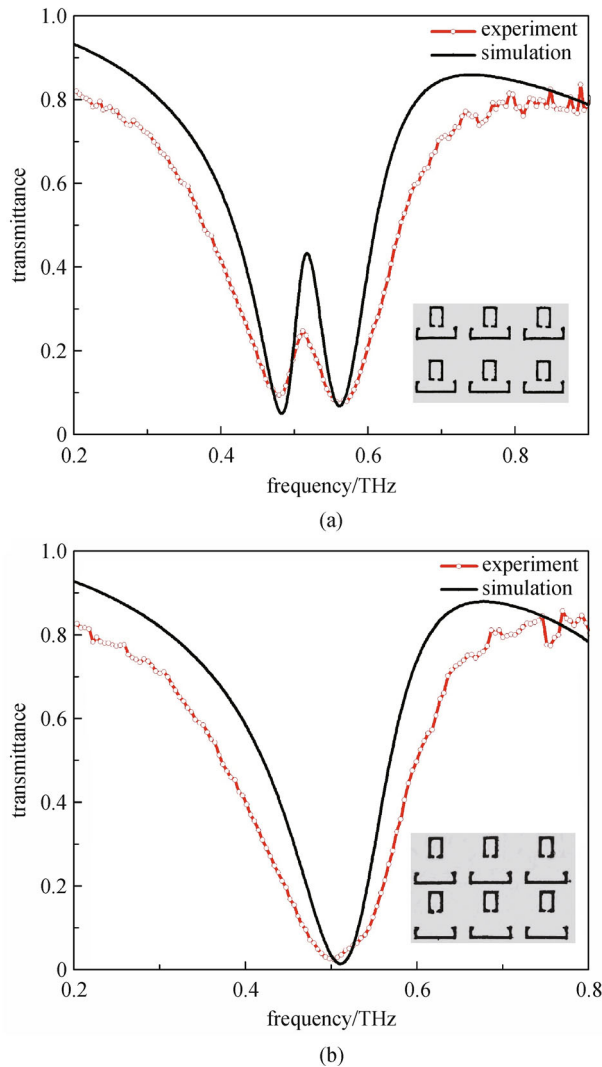 1.0
experiment
simulation
0.8
0.6
transmittance
0.4
0.2
0
0.2 0.4 0.6 0.8
frequency/THz
(a)
1.0
experiment
simulation
0.8
0.6
transmittance
0.4
0.2
0
0.2 0.4 0.6 0.8
frequency/THz
(b)